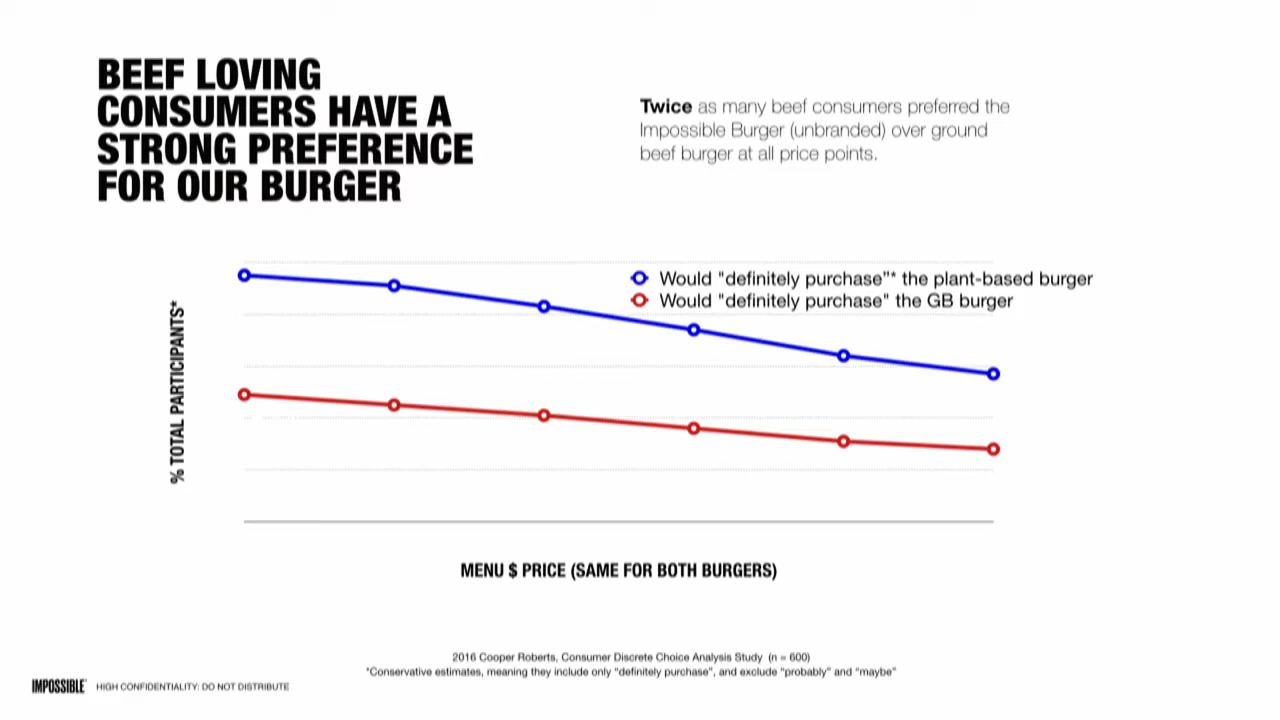 BEEF LOVING
CONSUMERS HAVE A
STRONG PREFERENCE
FOR OUR BURGER
Twice as many beef consumers preferred the
Impossible Burger (unbranded) over ground
beef burger at all price points.
Would "definitely purchase"* the plant-based burger
Would "definitely purchase" the GB burger
% TOTAL PARTICIPANTS*
MENU $ PRICE (SAME FOR BOTH BURGERS)
2016 Cooper Roberts, Consumer Discrete Choice Analysis Study (n = 600)
*Conservative estimates, meaning they include only "definitely purchase", and exclude "probably" and "maybe"
IMPOSSIBLE HIGH CONFIDENTIALITY: DO NOT DISTRIBUTE